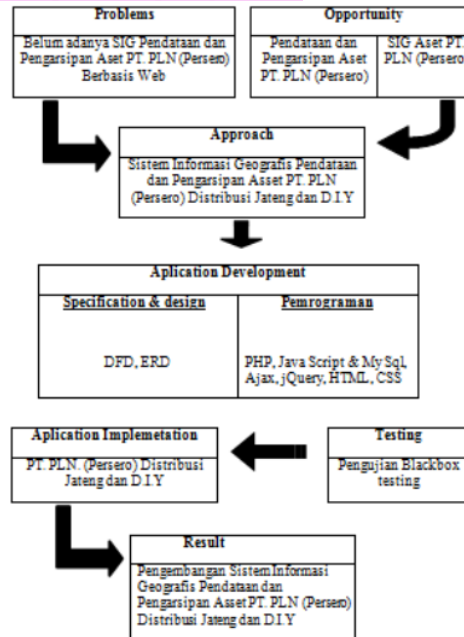 Problems
Belum adanya SIG Pendataan dan
Pengarsipan Aset PT. PLN (Persero)
Berbasis Web
Opportunity
Pendataan dan
Pengarsipan Aset
PT. PLN (Persero)
SIG Aset PT.
PLN (Persero
Approach
Sistem Informasi Geografis Pendataan
dan Pengarsipan Asset PT. PLN
(Persero) Distribusi Jateng dan D.I.Y
Aplication Development
Specification & design
DFD, ERD
Pemrograman
PHP, Java Script & My Sql,
Ajax, jQuery, HTML, CSS
Aplication Implemetation
PT. PLN. (Persero) Distribusi
Jateng dan D.I.Y
Testing
Pengujian Blackbox
testing
Result
Pengembangan Sistem Informasi
Geografis Pendataan dan
Pengarsipan Asset PT. PLN (Persero)
Distribusi Jateng dan D.I.Y